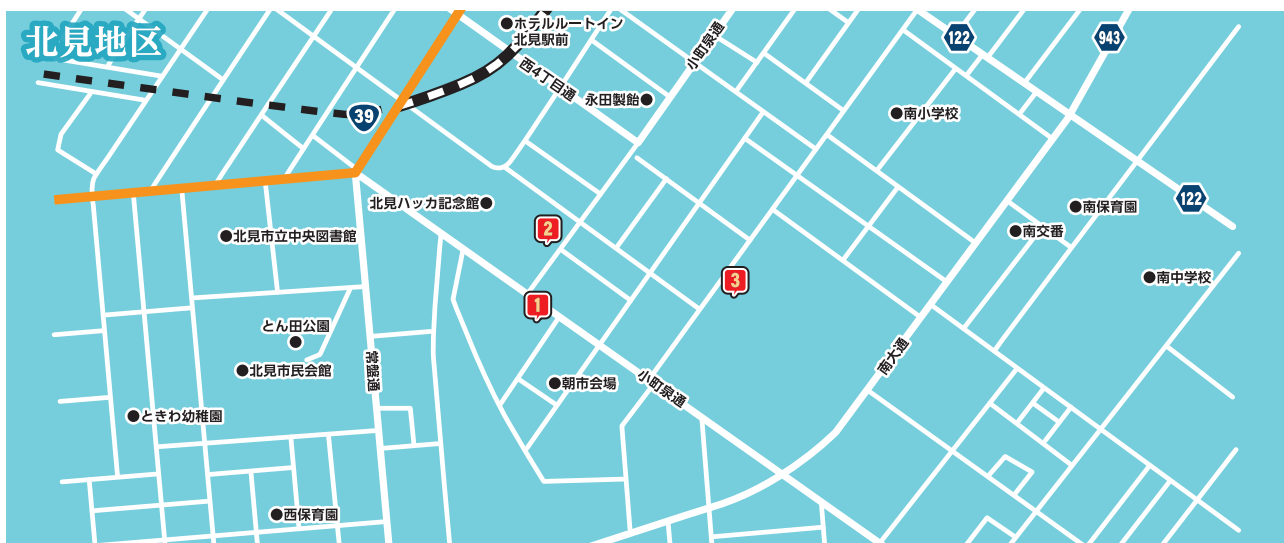 北見地区
ホテルルートイン
北見駅前
小町泉通
122
943
西4丁目通
永田製飴
39
南小学校
北見ハッカ記念館
122
南保育園
2
北見市立中央図書館
南交番
3
南中学校
1
とん田公園
南大通
北見市民会館
常盤通
朝市会場
小町泉通
ときわ幼稚園
西保育園